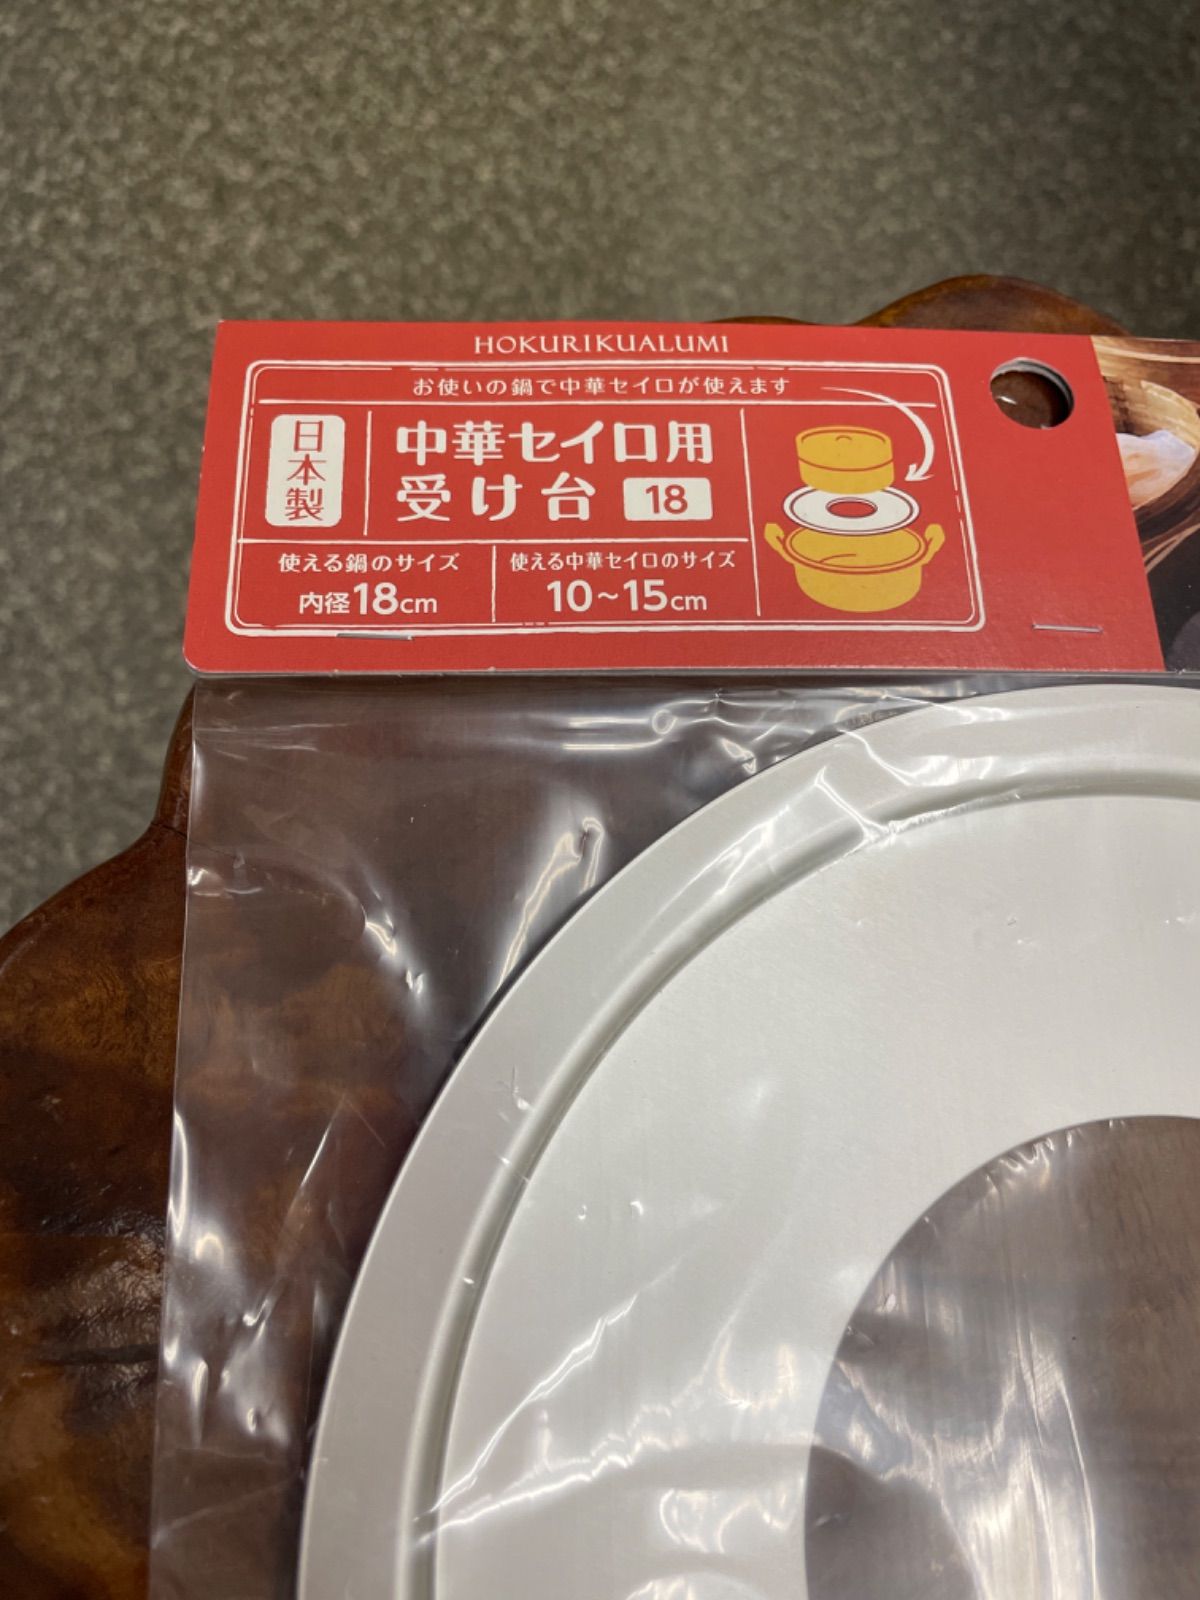 HOKURIKUALUMI
お使いの鍋で中華セイロが使えます
日本製
中華セイロ用
受け台 18
使える鍋のサイズ
内径18cm
使える中華セイロのサイズ
10~15cm